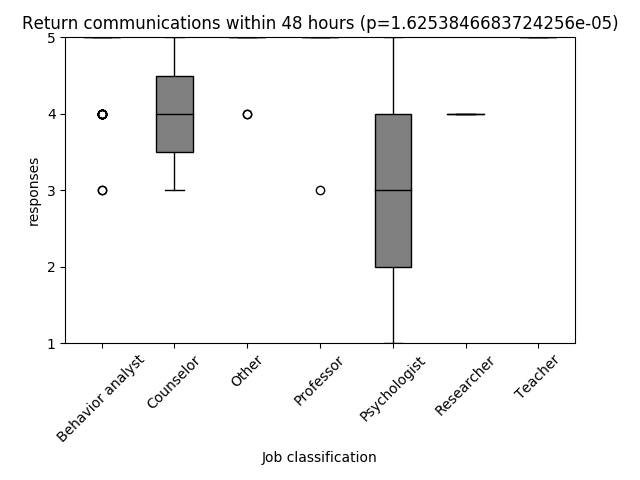 Return communications within 48 hours (p=1.6253846683724256e-05)
5
4
3
2
1
responses
Behavior analyst
Counselor
Other
Professor
Psychologist
Researcher
Teacher
Job classification